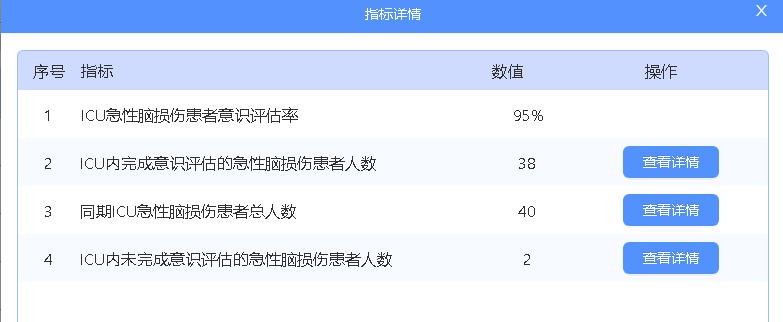 指标详情 X
序号 指标 数值 操作
1 ICU急性脑损伤患者意识评估率 95%
2 ICU内完成意识评估的急性脑损伤患者人数 38 查看详情
3 同期ICU急性脑损伤患者总人数 40 查看详情
4 ICU内未完成意识评估的急性脑损伤患者人数 2 查看详情